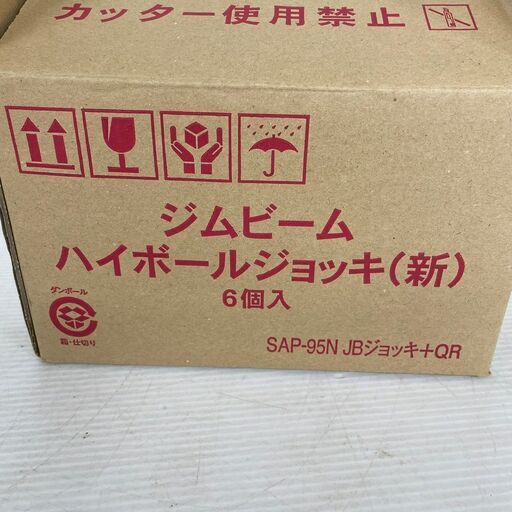 カッター使用禁止
ジムビーム
ハイボールジョッキ(新)
6個入
ダンボール
箱・仕切り
SAP-95N JBジョッキ+QR